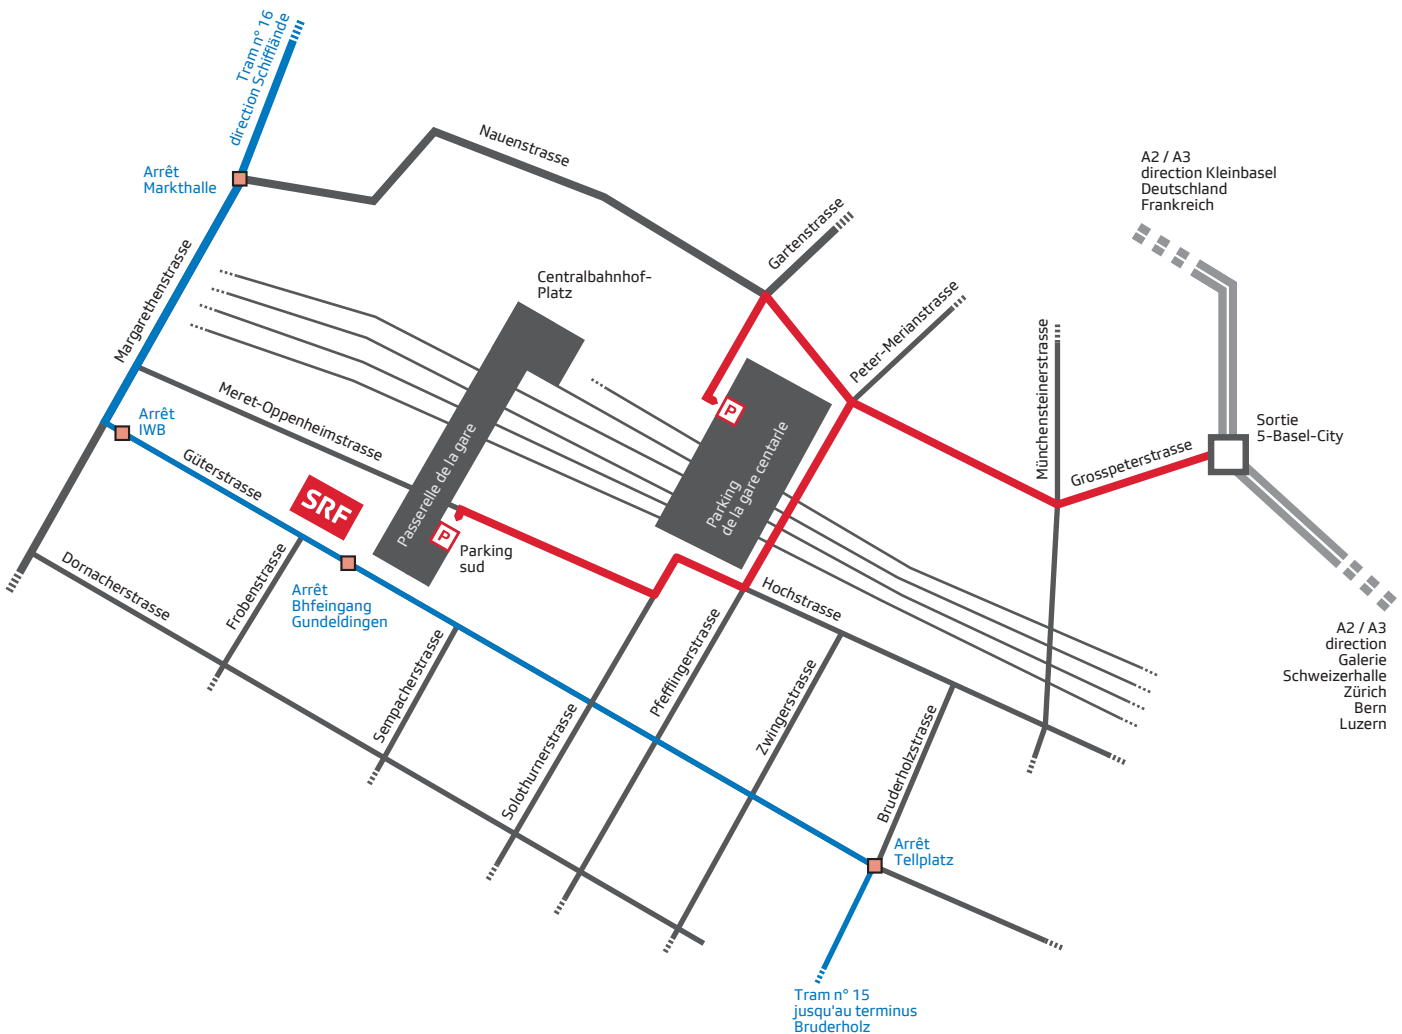 Tram n° 16
direction Schifflände
Arrêt
Markthalle
Nauenstrasse
Gartenstrasse
A2 / A3
direction Kleinbasel
Deutschland
Frankreich
Margarethenstrasse
Centralbahnhof-
Platz
Peter-Merianstrasse
Münchensteinerstrasse
Meret-Oppenheimstrasse
Arrêt
IWB
Sortie
5-Basel-City
Grosspeterstrasse
P
Parking
de la gare centarle
Passerelle de la gare
Güterstrasse
SRF
P
Parking
sud
Dornacherstrasse
Frobenstrasse
Arrêt
Bhfeingang
Gundeldingen
Hochstrasse
Sempacherstrasse
Solothurnerstrasse
Pfefflingerstrasse
Zwingerstrasse
Bruderholzstrasse
A2 / A3
direction
Galerie
Schweizerhalle
Zürich
Bern
Luzern
Arrêt
Tellplatz
Tram n° 15
jusqu'au terminus
Bruderholz